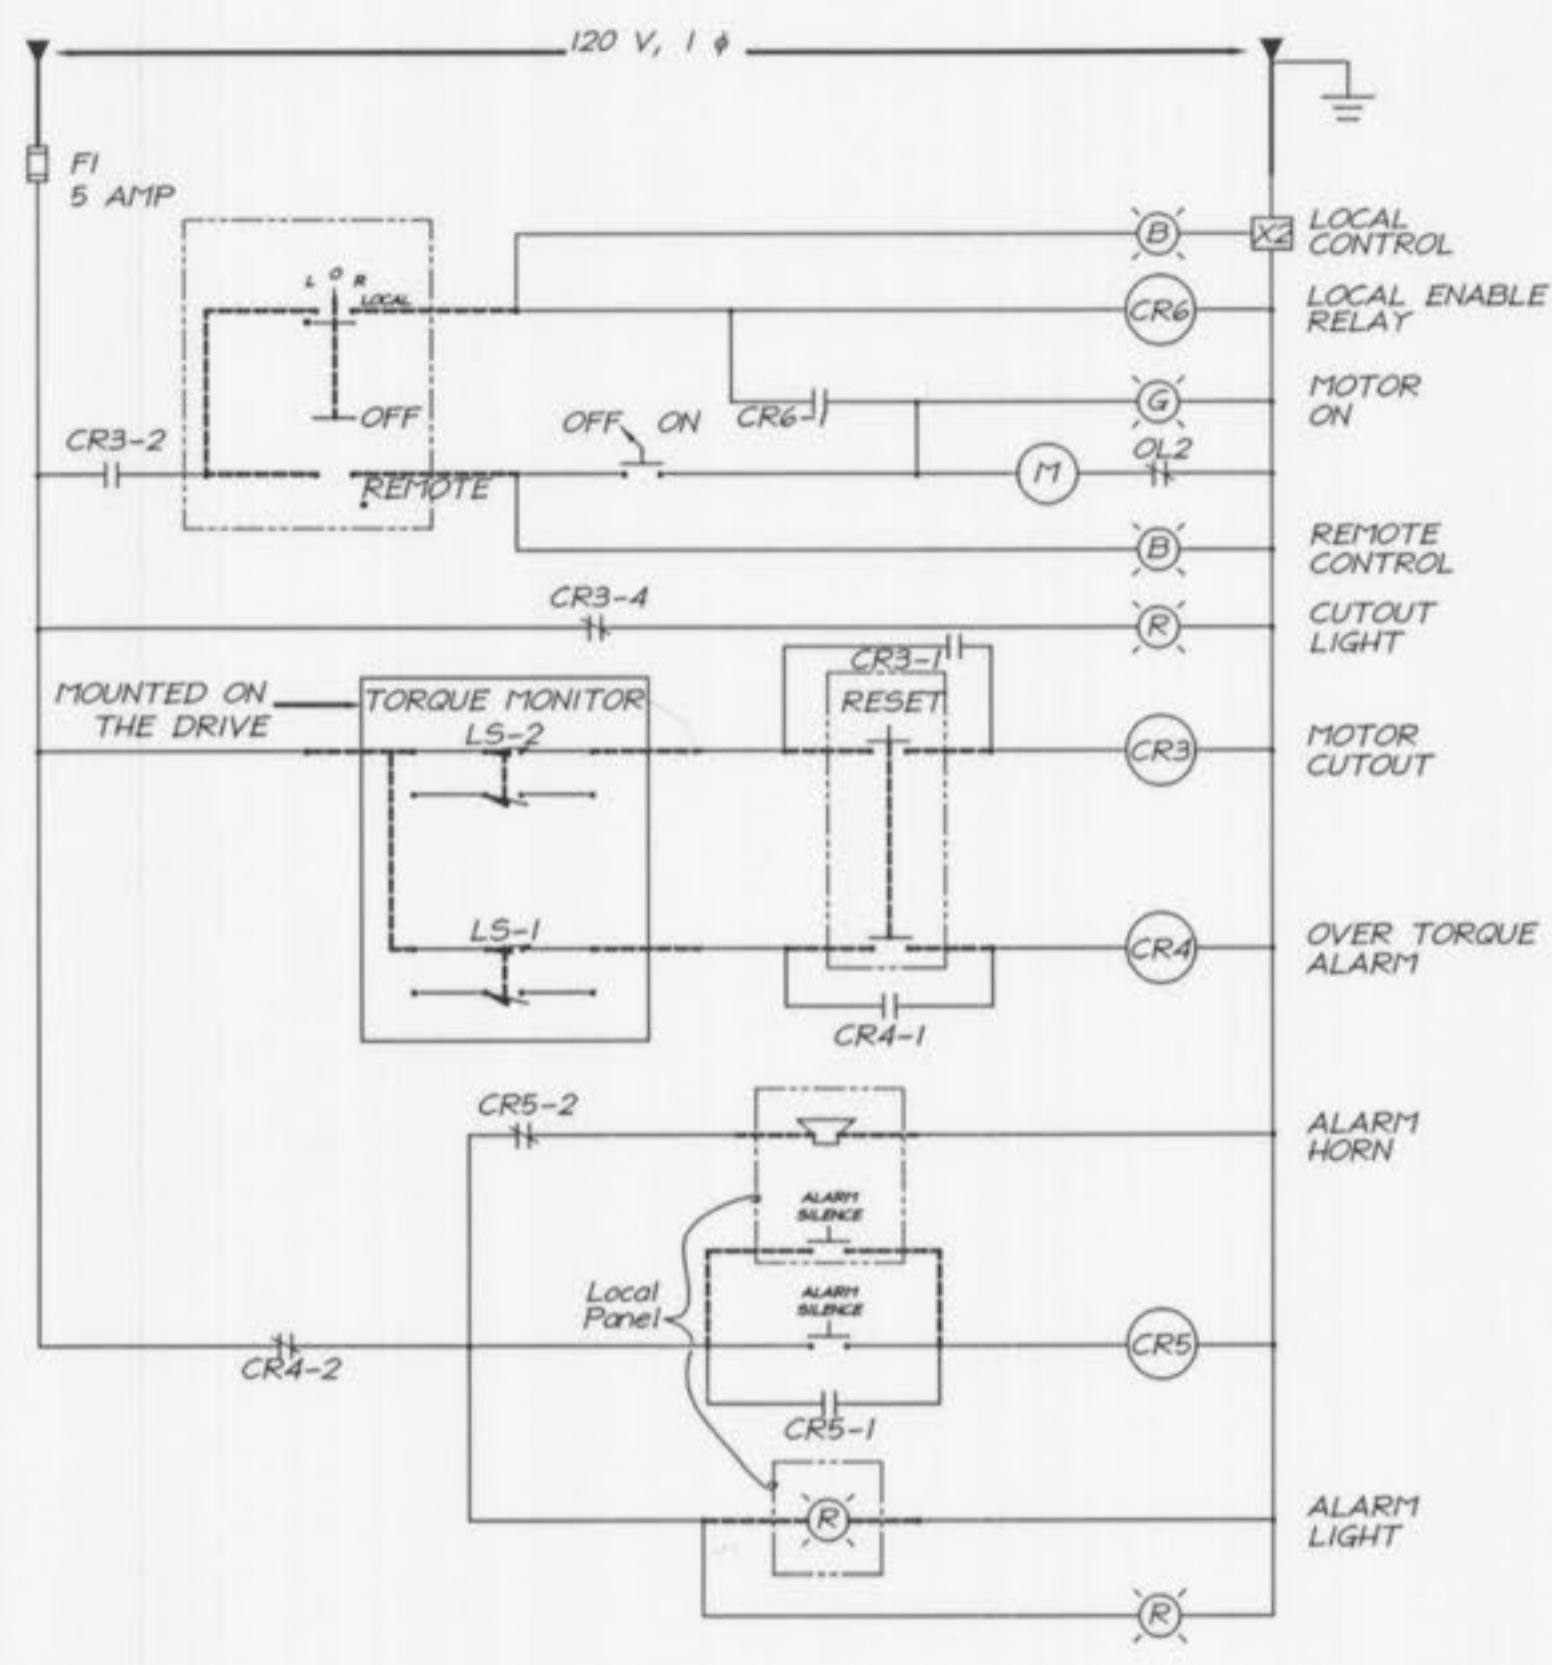 120 V, 1 ϕ
F1
5 AMP
B
X2
LOCAL
CONTROL
L O R
LOCAL
CR6
LOCAL ENABLE
RELAY
OFF
CR6-1
G
MOTOR
ON
CR3-2
OFF ON
REMOTE
M
OL2
B
REMOTE
CONTROL
CR3-4
R
CUTOUT
LIGHT
CR3-1
MOUNTED ON
THE DRIVE
TORQUE MONITOR
RESET
LS-2
CR3
MOTOR
CUTOUT
LS-1
CR4
OVER TORQUE
ALARM
CR4-1
CR5-2
ALARM
HORN
ALARM
SILENCE
Local
Panel
ALARM
SILENCE
CR4-2
CR5
CR5-1
R
ALARM
LIGHT
R